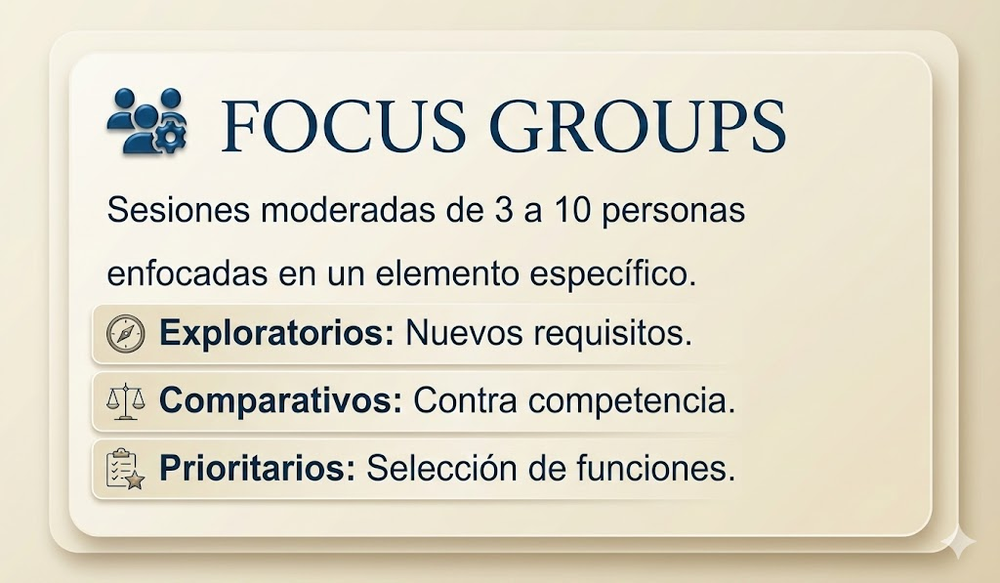 FOCUS GROUPS
Sesiones moderadas de 3 a 10 personas
enfocadas en un elemento específico.
Exploratorios: Nuevos requisitos.
Comparativos: Contra competencia.
Prioritarios: Selección de funciones.